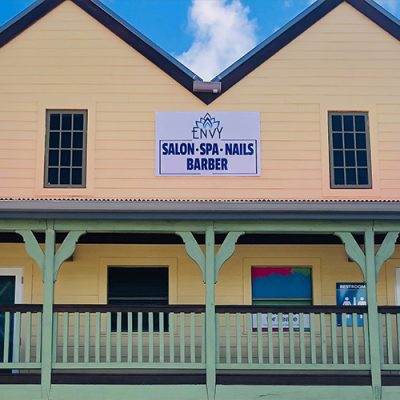 ENVY
SALON • SPA • NAILS
BARBER
RESTROOM